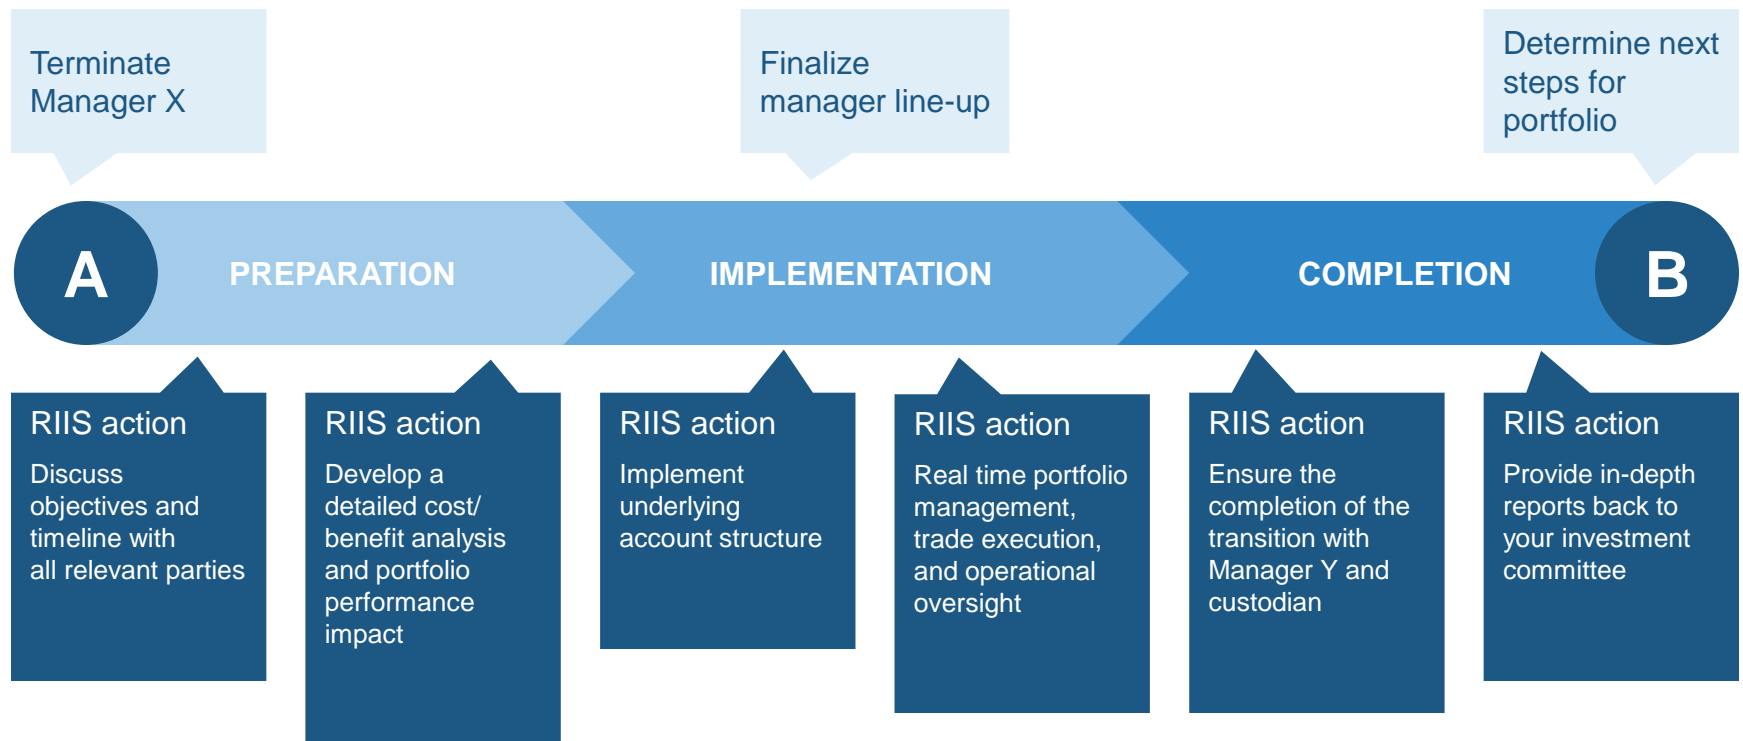 Terminate
Manager X
Finalize
manager line-up
Determine next
steps for
portfolio
A
PREPARATION
IMPLEMENTATION
COMPLETION
B
RIIS action
Discuss
objectives and
timeline with
all relevant parties
RIIS action
Develop a
detailed cost/
benefit analysis
and portfolio
performance
impact
RIIS action
Implement
underlying
account structure
RIIS action
Real time portfolio
management,
trade execution,
and operational
oversight
RIIS action
Ensure the
completion of the
transition with
Manager Y and
custodian
RIIS action
Provide in-depth
reports back to
your investment
committee